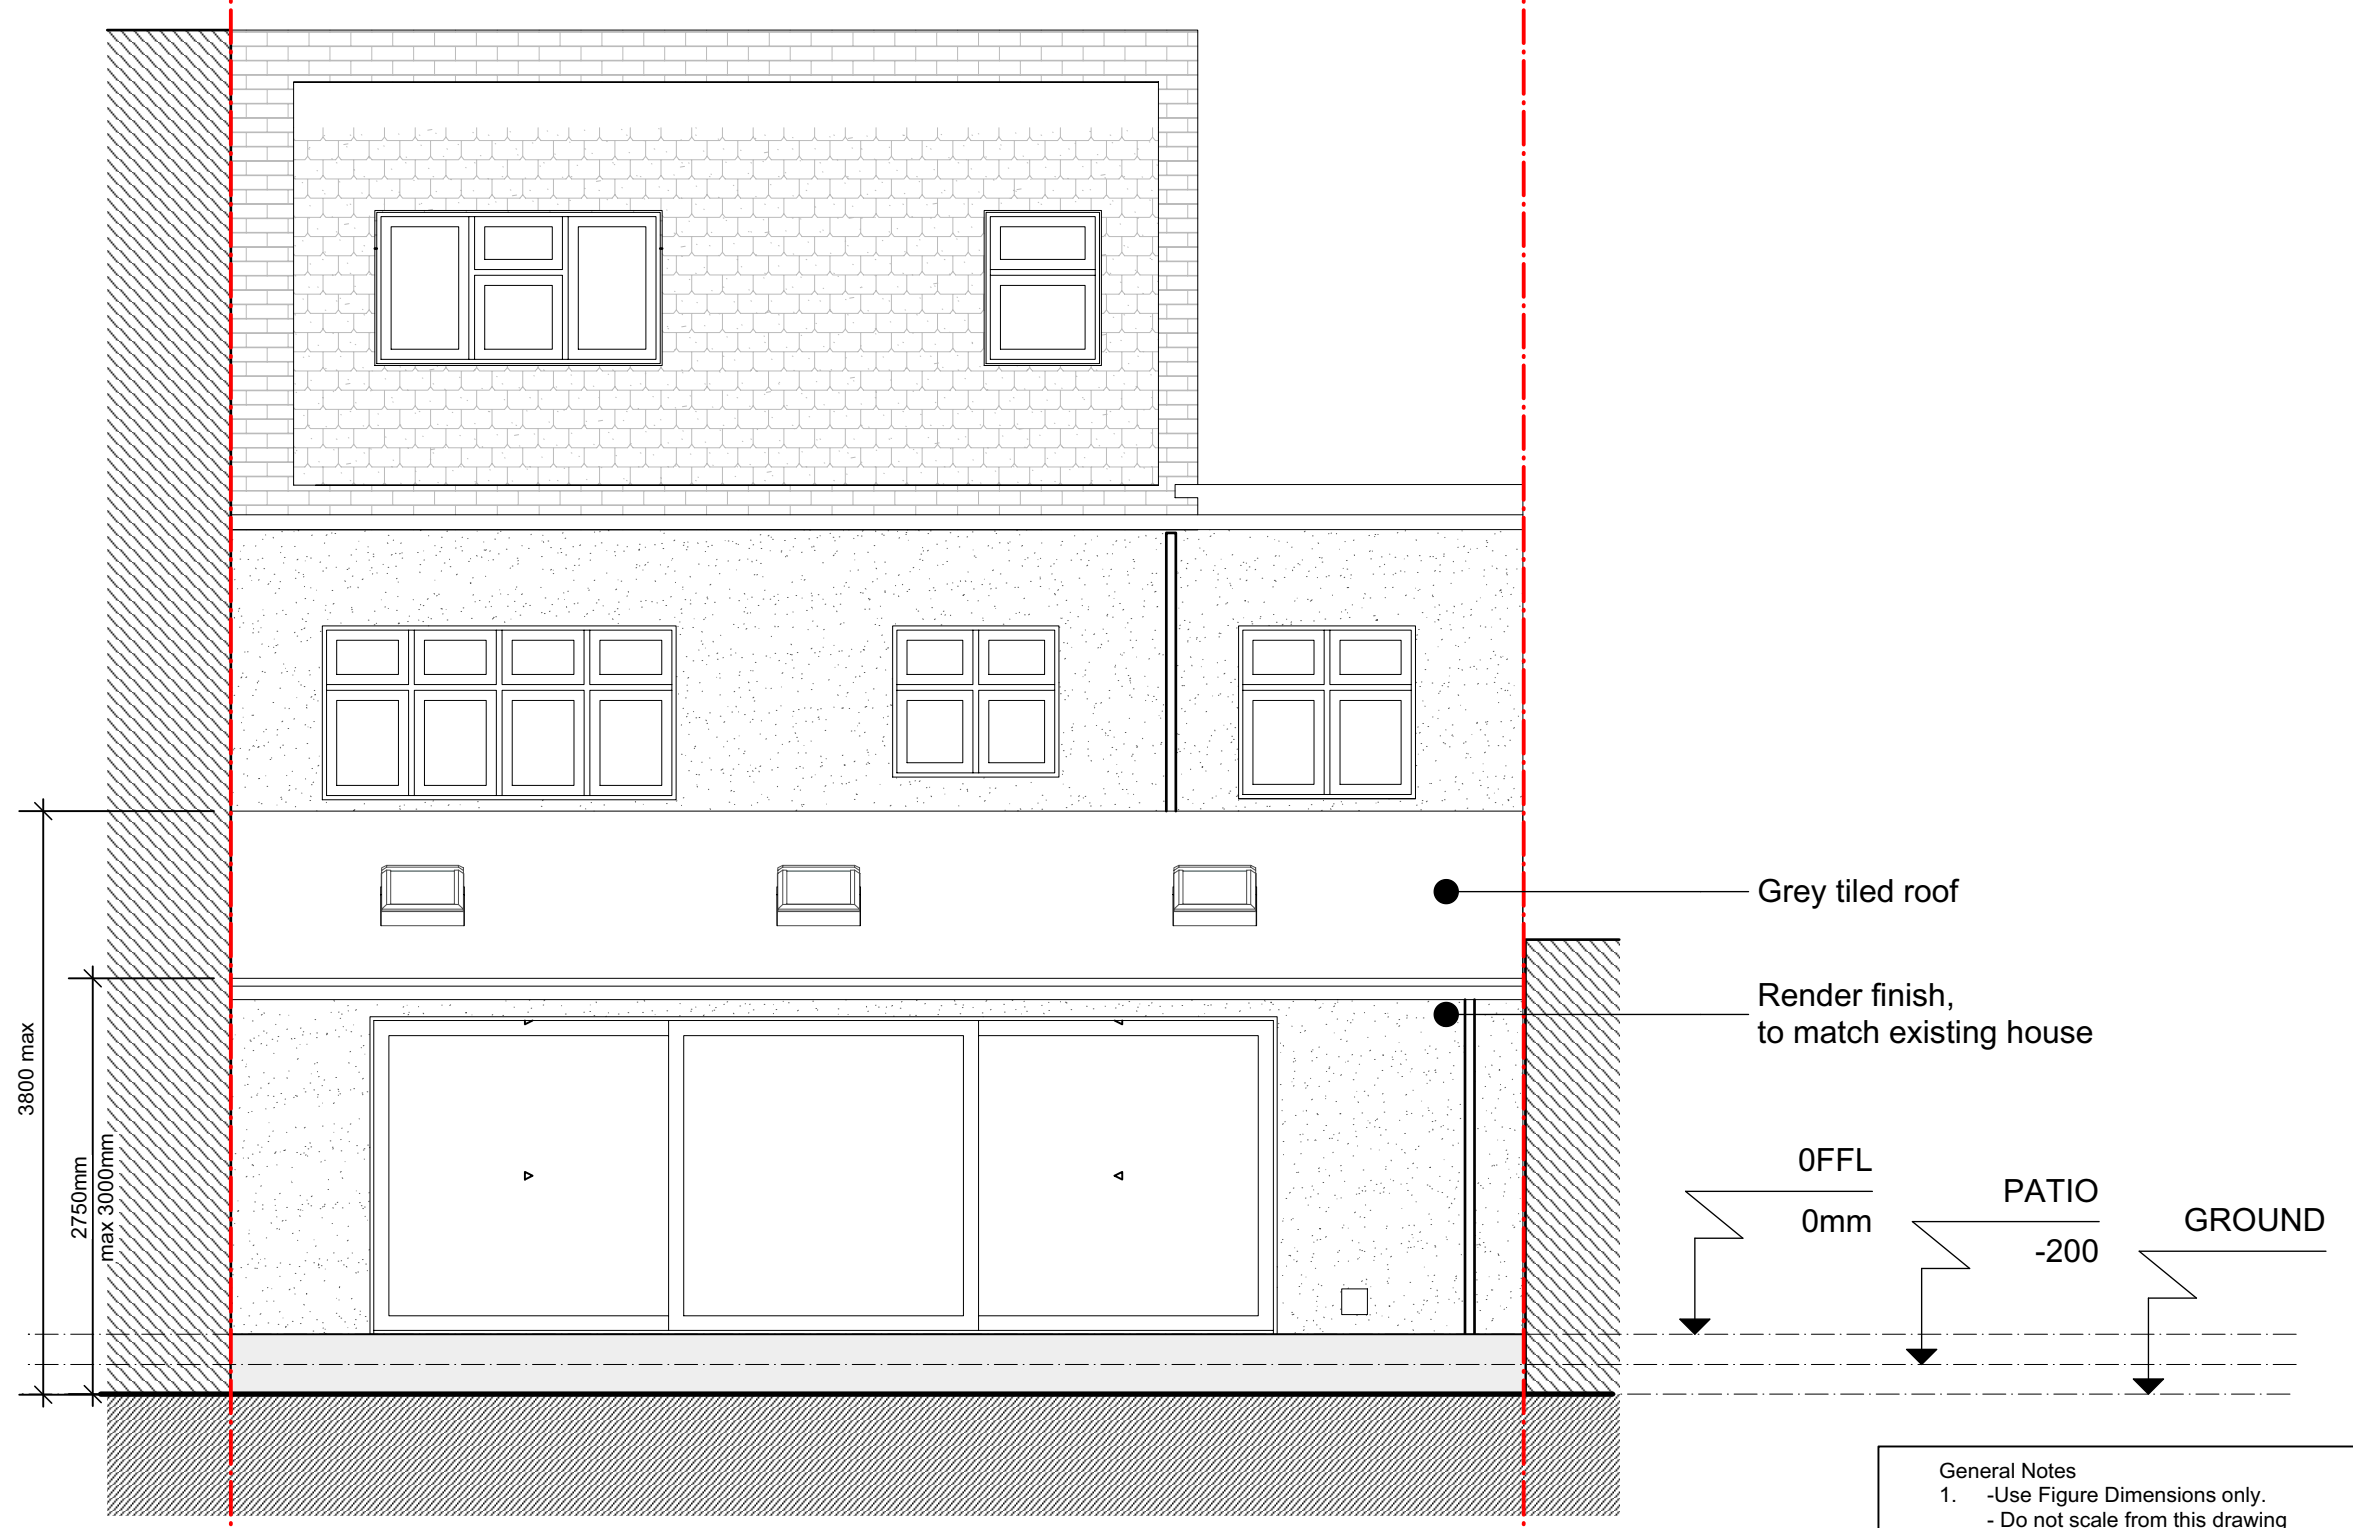 Grey tiled roof
Render finish,
to match existing house
3800 max
2750mm
max 3000mm
0FFL
0mm
PATIO
-200
GROUND
General Notes
1. -Use Figure Dimensions only.
- Do not scale from this drawing